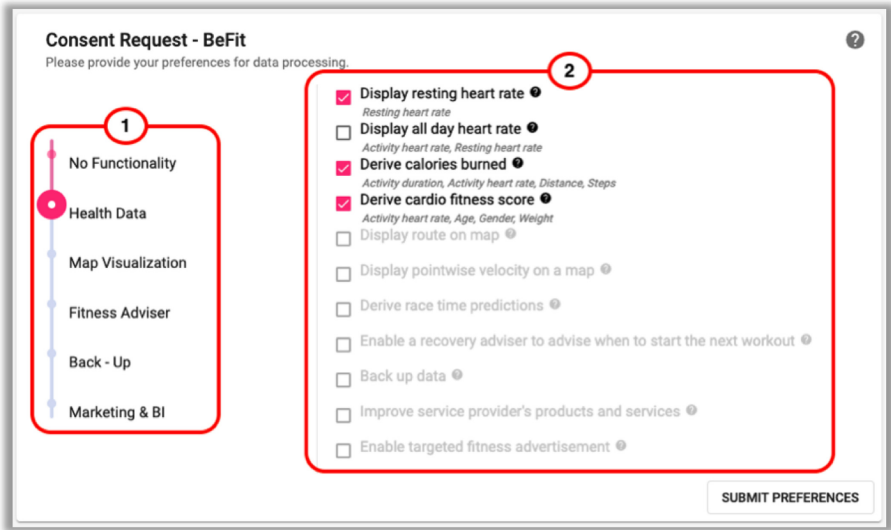 Consent Request - BeFit
Please provide your preferences for data processing.
1
No Functionality
Health Data
Map Visualization
Fitness Adviser
Back - Up
Marketing & BI
2
Display resting heart rate ?
Resting heart rate
Display all day heart rate ?
Activity heart rate, Resting heart rate
Derive calories burned ?
Activity duration, Activity heart rate, Distance, Steps
Derive cardio fitness score ?
Activity heart rate, Age, Gender, Weight
Display route on map ?
Display pointwise velocity on a map ?
Derive race time predictions ?
Enable a recovery adviser to advise when to start the next workout ?
Back up data ?
Improve service provider's products and services ?
Enable targeted fitness advertisement ?
SUBMIT PREFERENCES
?